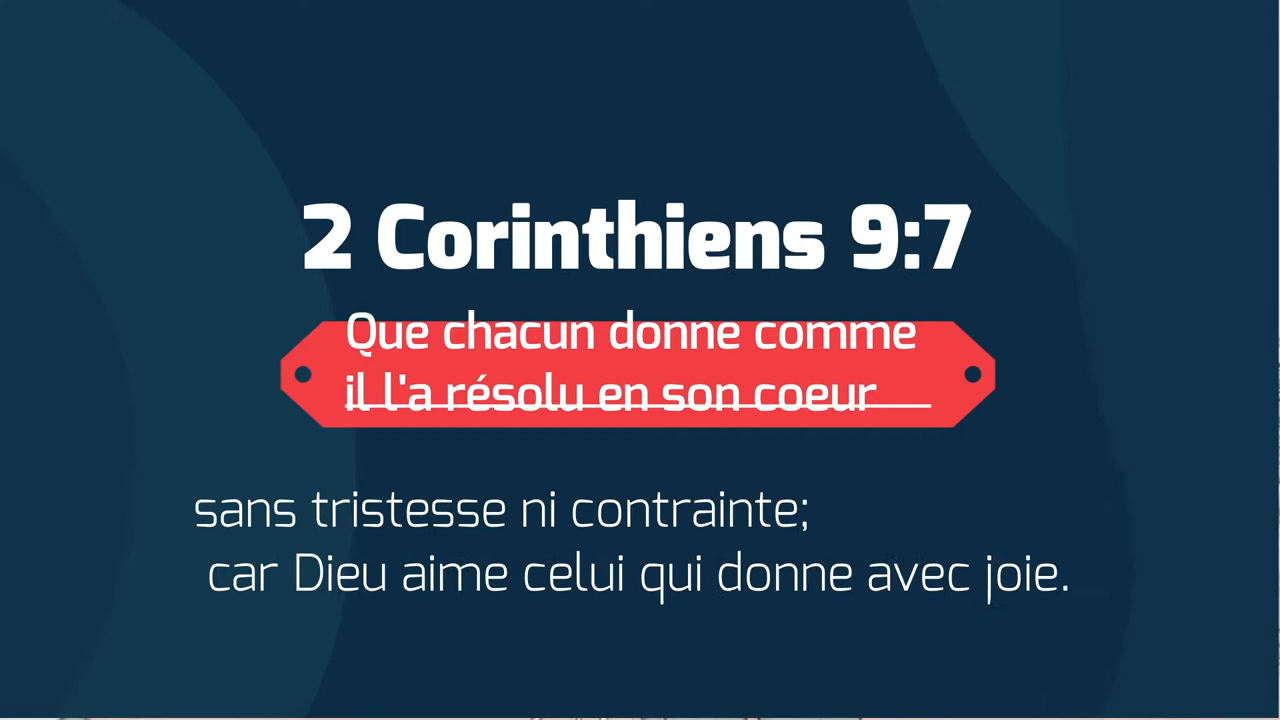 2 Corinthiens 9:7
Que chacun donne comme
il l'a résolu en son coeur
sans tristesse ni contrainte;
car Dieu aime celui qui donne avec joie.